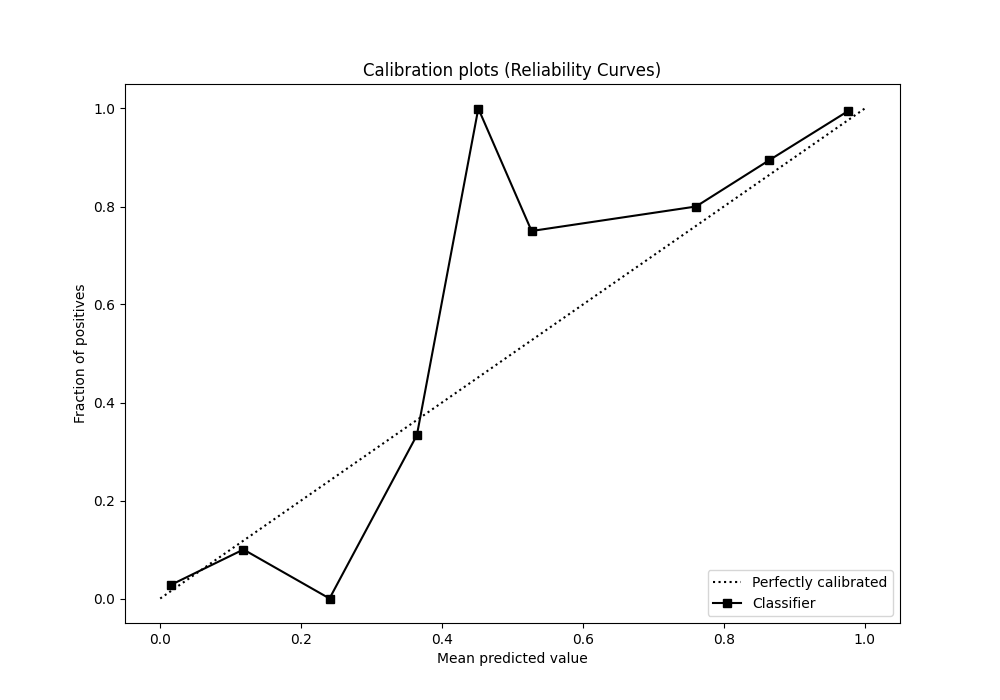 Calibration plots (Reliability Curves)
1.0
0.8
0.6
0.4
0.2
0.0
Fraction of positives
0.0 0.2 0.4 0.6 0.8 1.0
Mean predicted value
Perfectly calibrated
Classifier